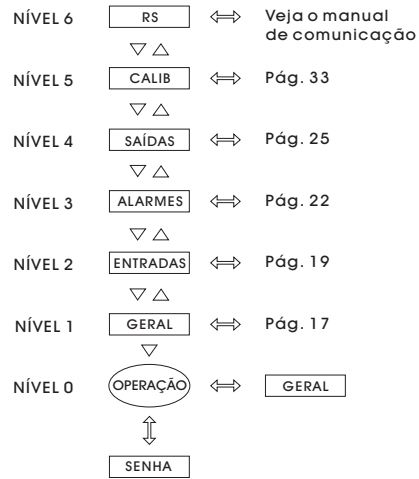 NÍVEL 6 RS Veja o manual
de comunicação
NÍVEL 5 CALIB Pág. 33
NÍVEL 4 SAÍDAS Pág. 25
NÍVEL 3 ALARMES Pág. 22
NÍVEL 2 ENTRADAS Pág. 19
NÍVEL 1 GERAL Pág. 17
NÍVEL 0 OPERAÇÃO GERAL
SENHA